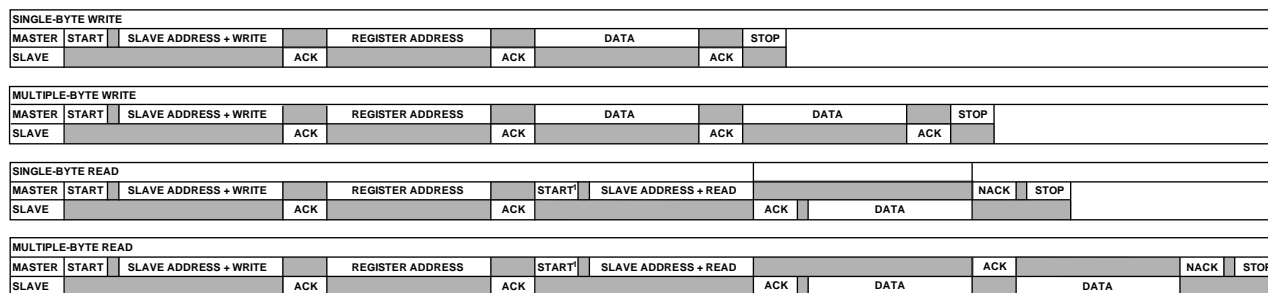 SINGLE-BYTE WRITE
MASTER START SLAVE ADDRESS + WRITE REGISTER ADDRESS DATA STOP
SLAVE ACK ACK ACK
MULTIPLE-BYTE WRITE
MASTER START SLAVE ADDRESS + WRITE REGISTER ADDRESS DATA DATA STOP
SLAVE ACK ACK ACK ACK
SINGLE-BYTE READ
MASTER START SLAVE ADDRESS + WRITE REGISTER ADDRESS START¹ SLAVE ADDRESS + READ NACK STOP
SLAVE ACK ACK ACK DATA
MULTIPLE-BYTE READ
MASTER START SLAVE ADDRESS + WRITE REGISTER ADDRESS START¹ SLAVE ADDRESS + READ ACK NACK STOP
SLAVE ACK ACK ACK DATA DATA